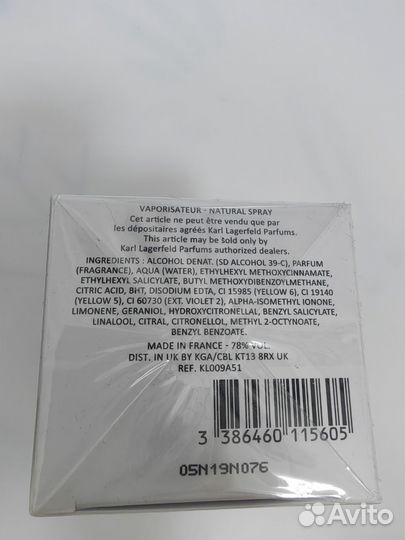 VAPORISATEUR - NATURAL SPRAY
Cet article ne peut être vendu que par
les dépositaires agréés Karl Lagerfeld Parfums.
This article may be sold only by
Karl Lagerfeld Parfums authorized dealers.
INGREDIENTS : ALCOHOL DENAT. (SD ALCOHOL 39-C), PARFUM
(FRAGRANCE), AQUA (WATER), ETHYLHEXYL METHOXYCINNAMATE,
ETHYLHEXYL SALICYLATE, BUTYL METHOXYDIBENZOYLMETHANE,
CITRIC ACID, BHT, DISODIUM EDTA, CI 15985 (YELLOW 6), CI 19140
(YELLOW 5), CI 60730 (EXT. VIOLET 2), ALPHA-ISOMETHYL IONONE,
LIMONENE, GERANIOL, HYDROXYCITRONELLAL, BENZYL SALICYLATE,
LINALOOL, CITRAL, CITRONELLOL, METHYL 2-OCTYNOATE,
BENZYL BENZOATE.
MADE IN FRANCE - 78% VOL.
DIST. IN UK BY KGA/CBL KT13 8RX UK
REF. KL009A51
3 386460 115605
05N19N076
Avito